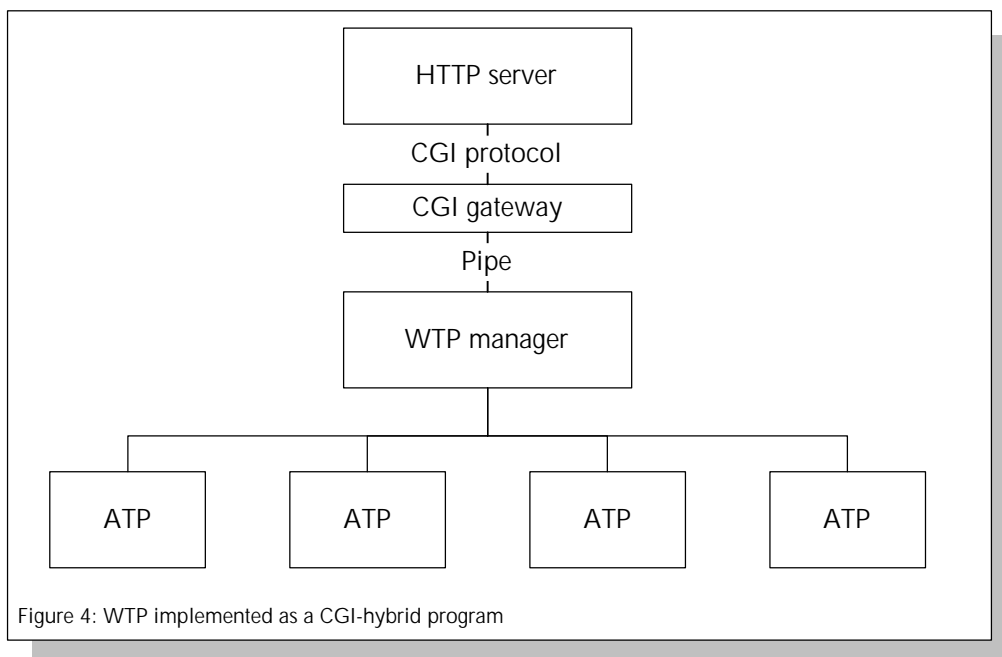 HTTP server
CGI protocol
CGI gateway
Pipe
WTP manager
ATP
ATP
ATP
ATP
Figure 4: WTP implemented as a CGI-hybrid program